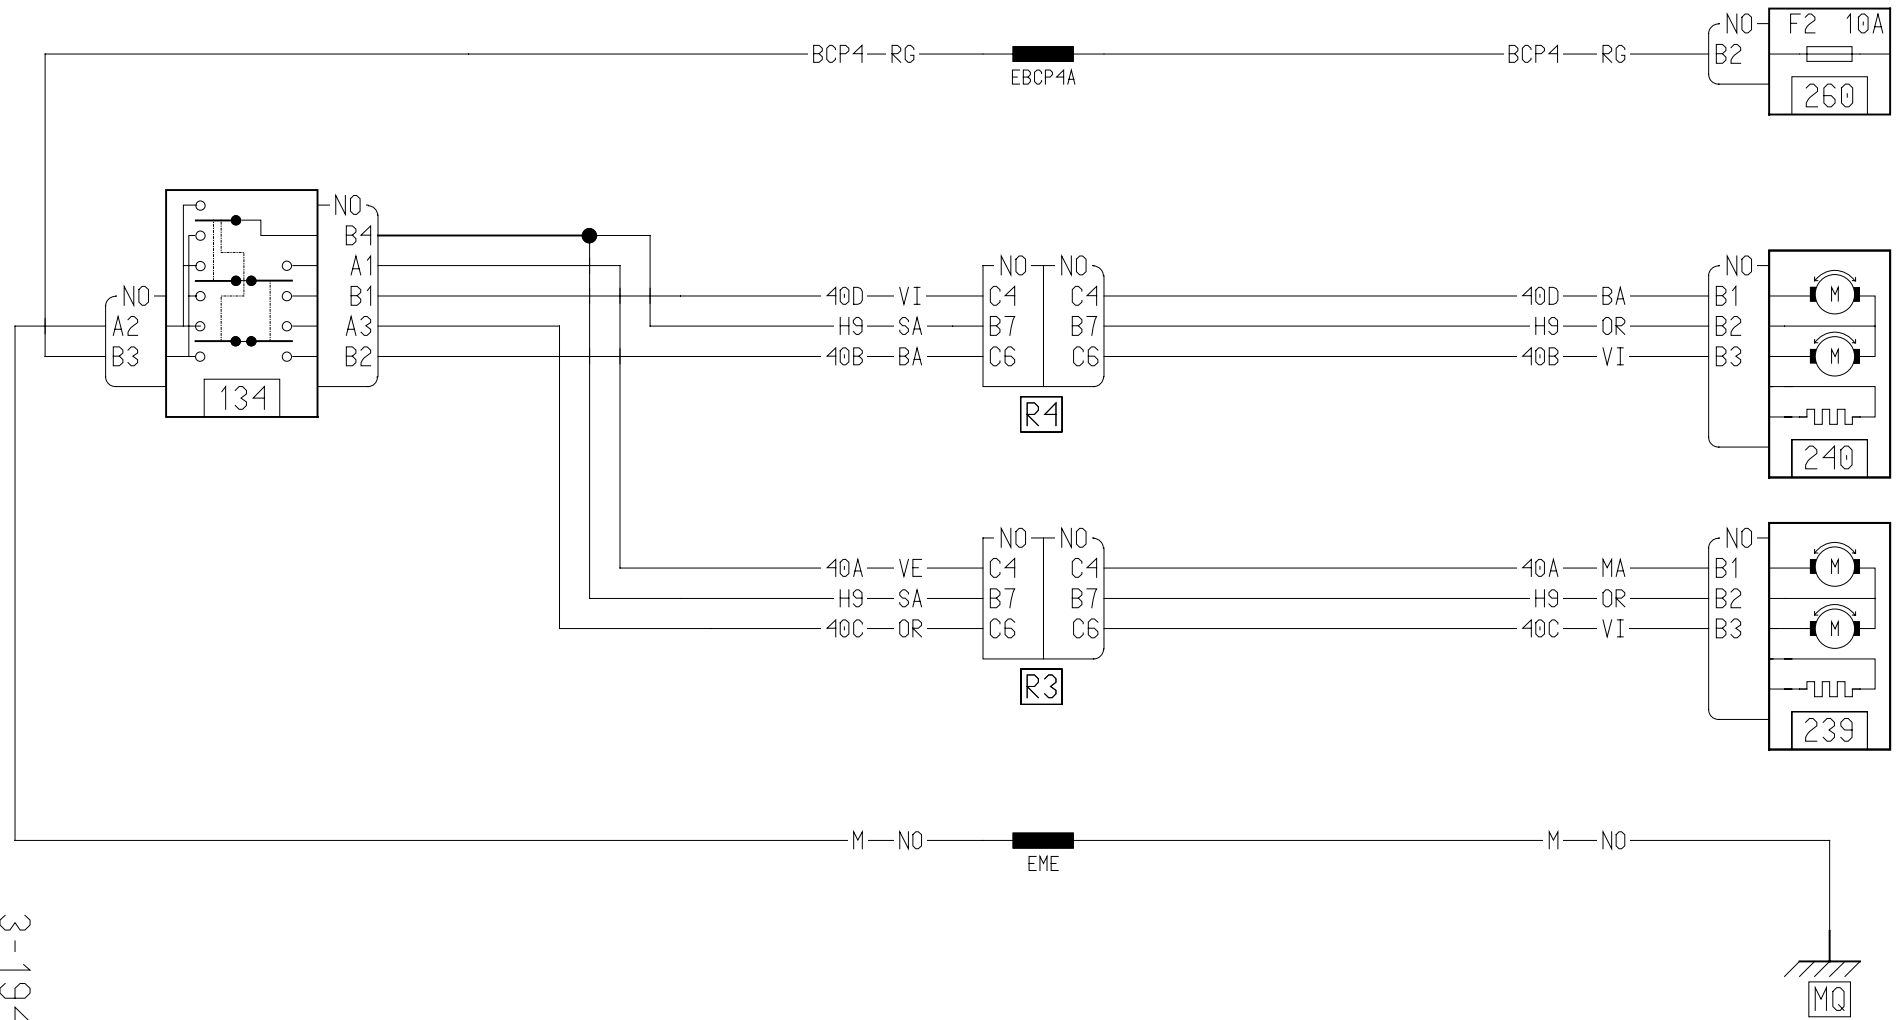 NO F2 10A
BCP4 RG BCP4 RG B2
EBCP4A
260
NO
B4
A1 NO NO NO
NO B1 40D VI C4 C4 40D BA B1 M
A2 A3 H9 SA B7 B7 H9 OR B2
B3 B2 40B BA C6 C6 40B VI B3 M
134
R4
240
NO NO NO
40A VE C4 C4 40A MA B1 M
H9 SA B7 B7 H9 OR B2
40C OR C6 C6 40C VI B3 M
R3
239
M NO M NO
EME
MQ
3-19